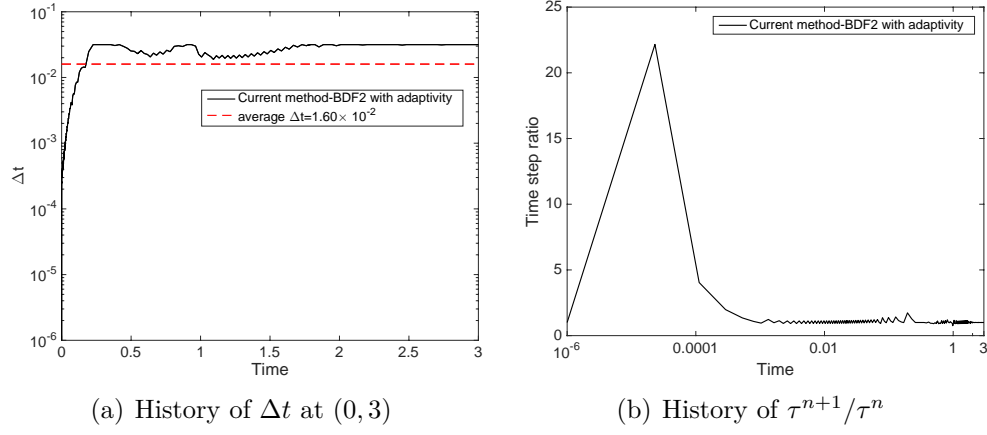 10^-1
10^-2
10^-3
10^-4
10^-5
10^-6
Δt
0 0.5 1 1.5 2 2.5 3
Time
Current method-BDF2 with adaptivity
average Δt=1.60× 10^-2
(a) History of Δt at (0, 3)
25
20
15
10
5
0
Time step ratio
10^-6 0.0001 0.01 1 3
Current method-BDF2 with adaptivity
(b) History of τ^{n+1}/τ^n